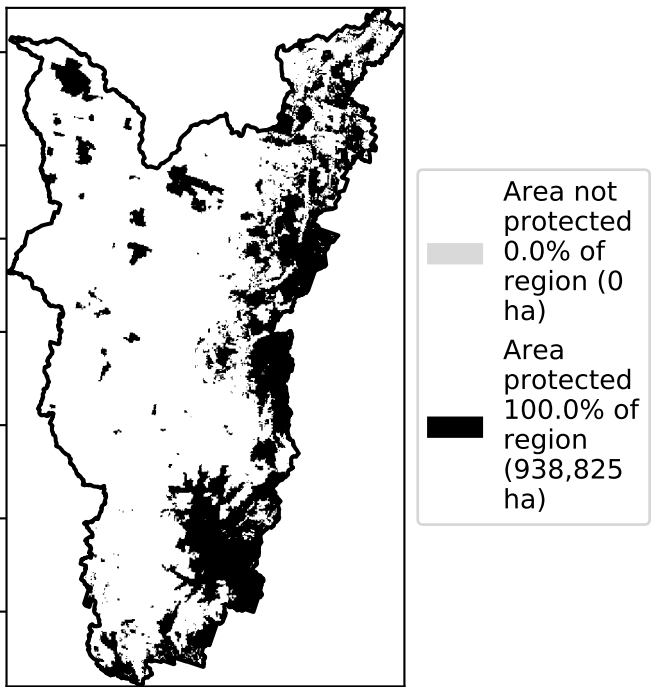 Area not
protected
0.0% of
region (0
ha)
Area
protected
100.0% of
region
(938,825
ha)